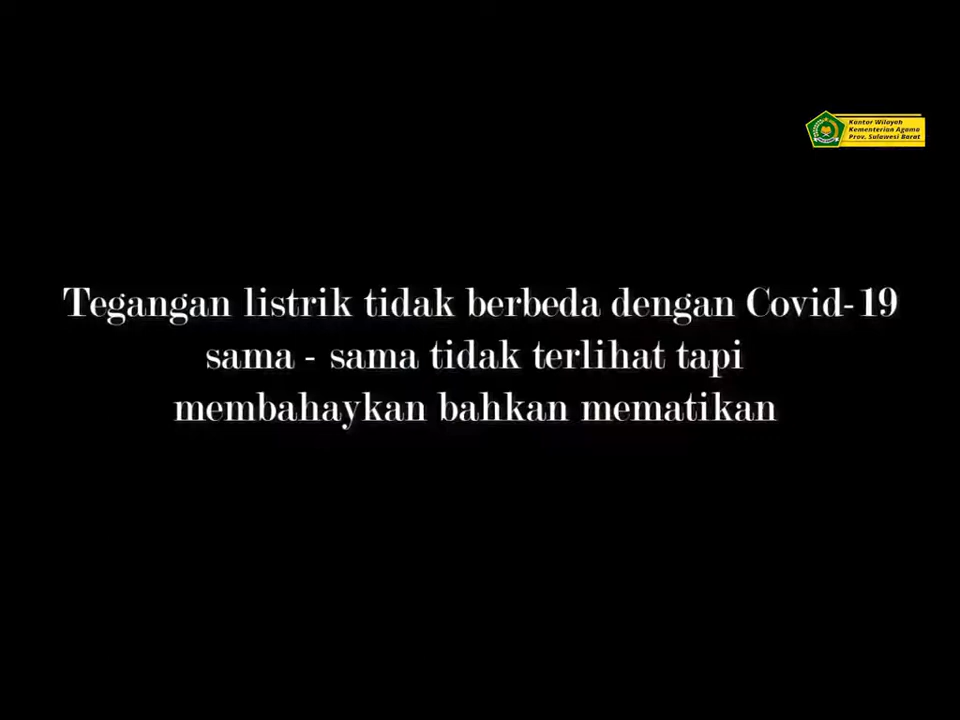 Kantor Wilayah
Kementerian Agama
Prov. Sulawesi Barat
Tegangan listrik tidak berbeda dengan Covid-19
sama - sama tidak terlihat tapi
membahaykan bahkan mematikan